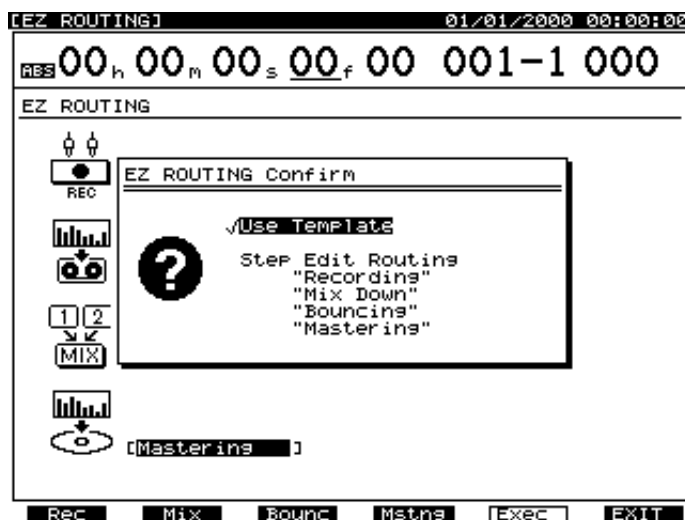 [EZ ROUTING] 01/01/2000 00:00:00
ABS 00h 00m 00s 00f 00 001-1 000
EZ ROUTING
REC
EZ ROUTING Confirm
√Use Template
Step Edit Routing
"Recording"
"Mix Down"
"Bouncing"
"Mastering"
1 2
MIX
[Mastering ]
Rec Mix Bounc Mstng Exec EXIT